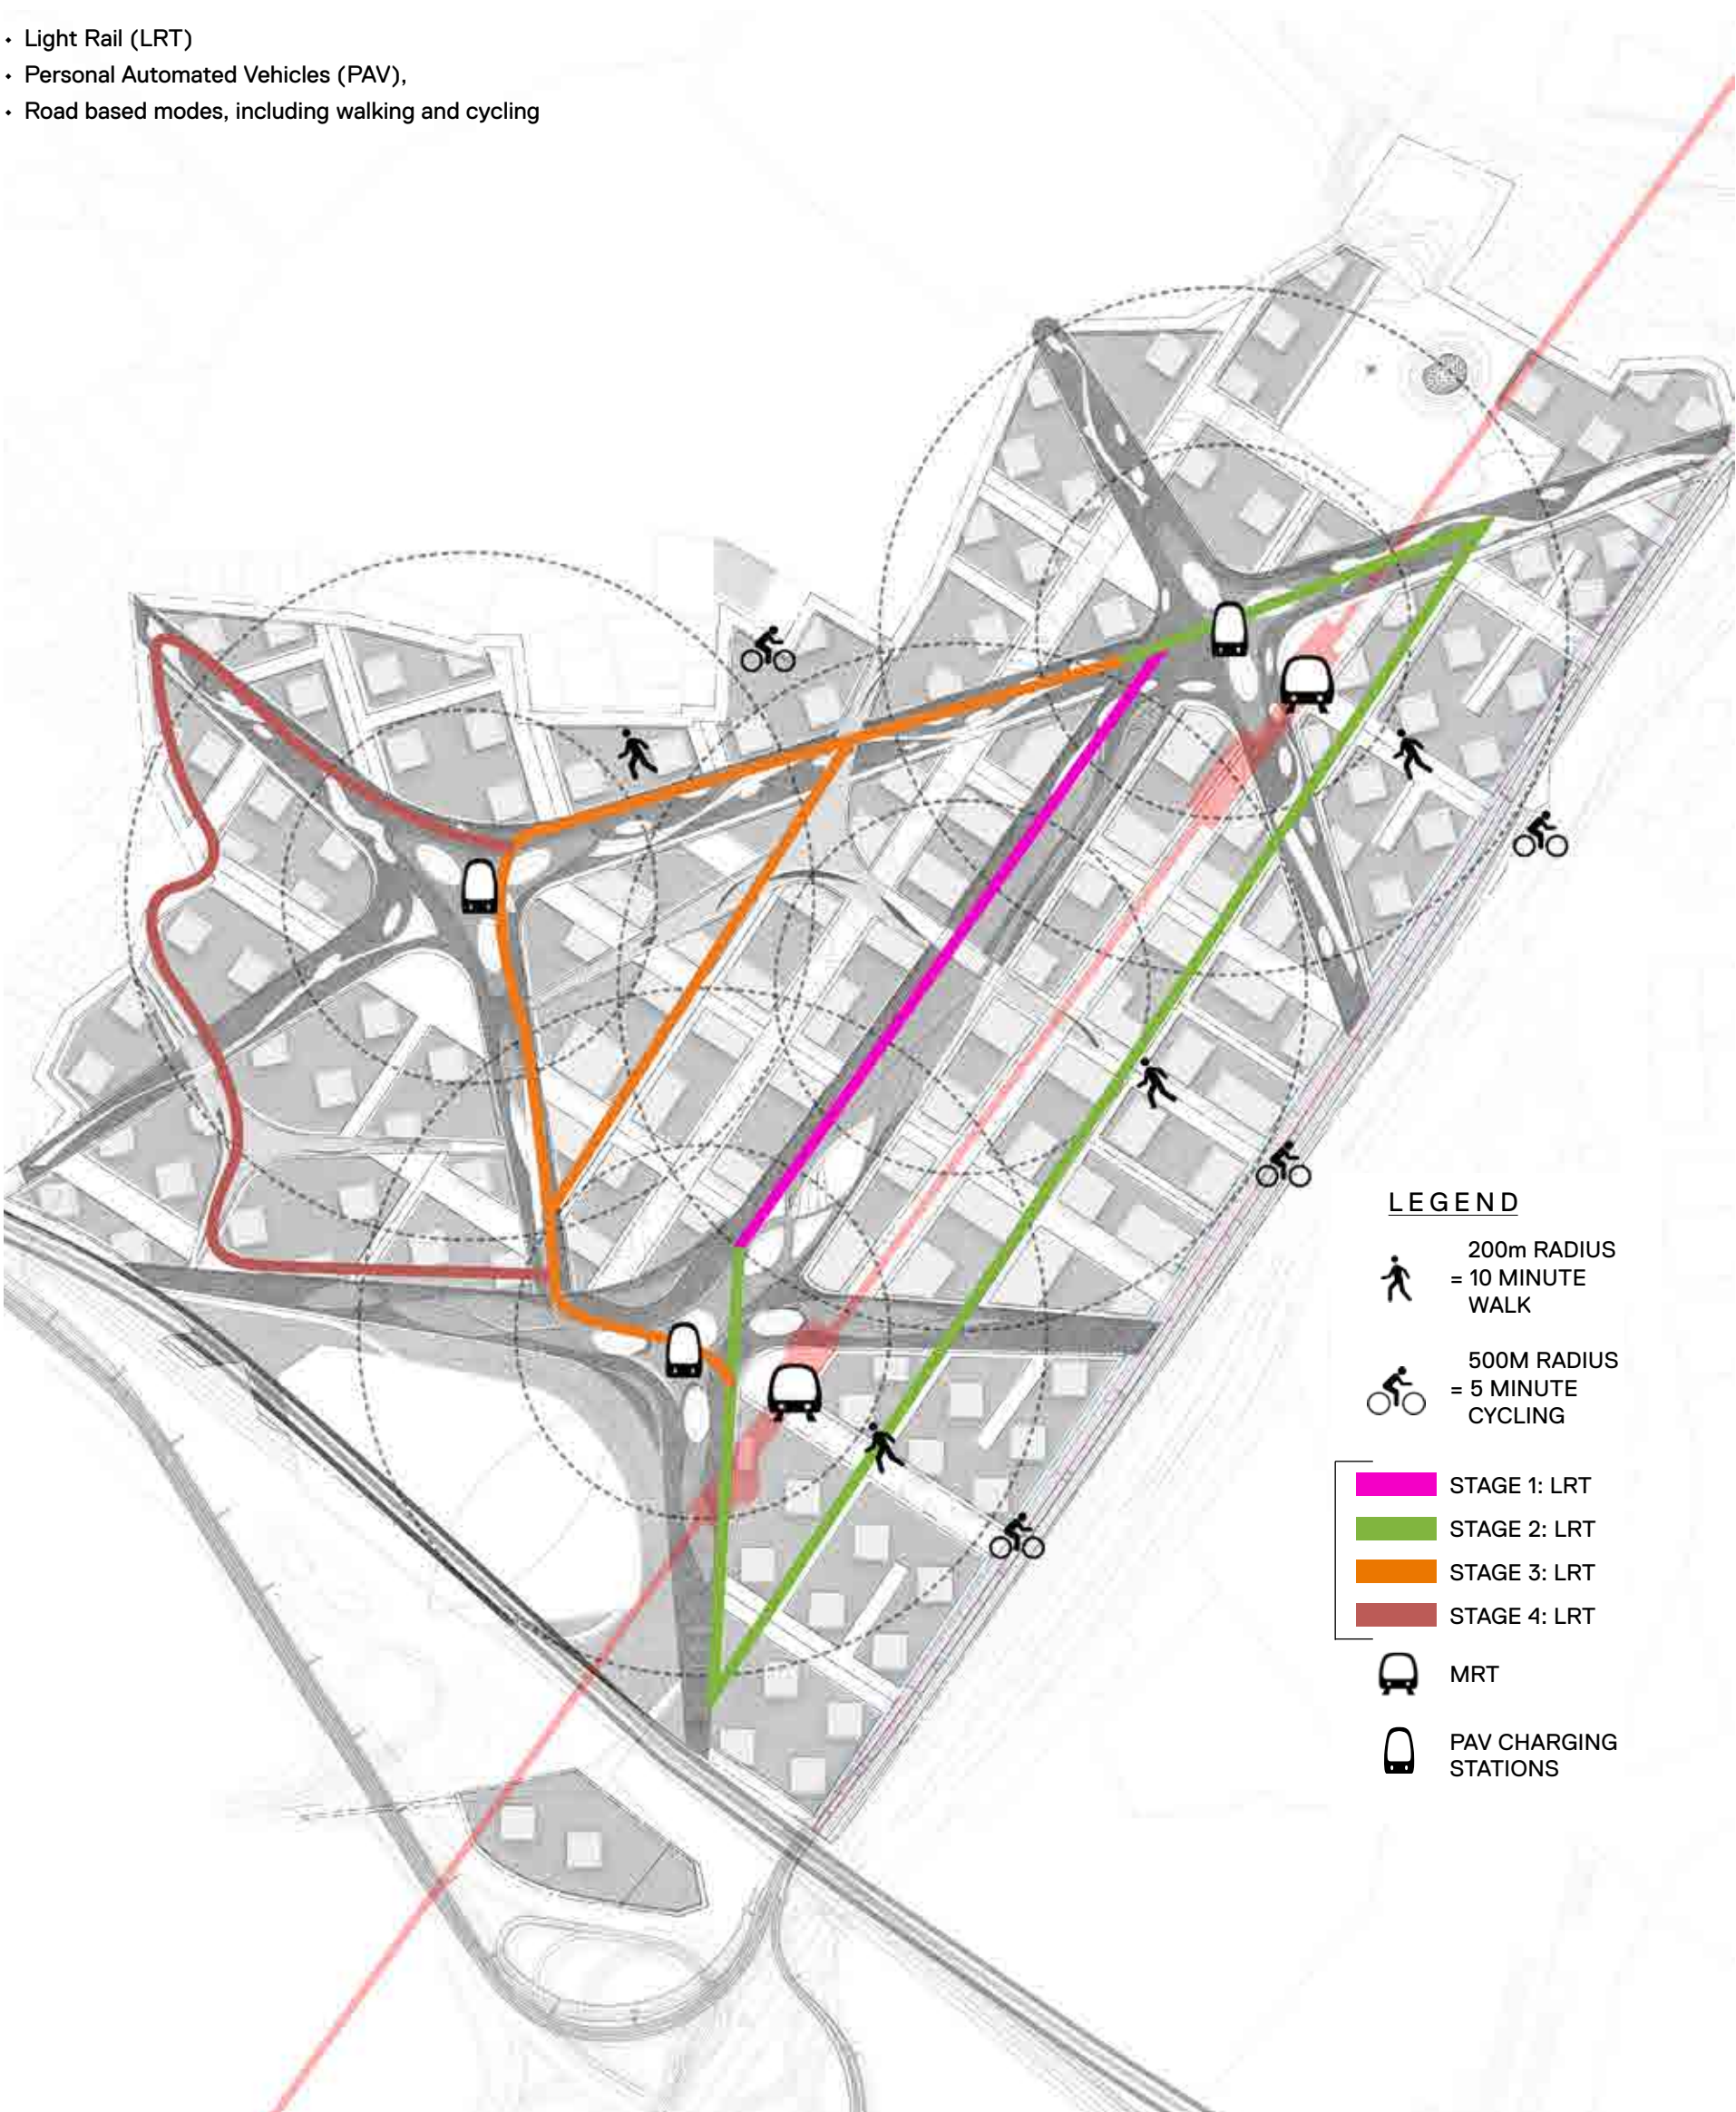 • Light Rail (LRT)
• Personal Automated Vehicles (PAV),
• Road based modes, including walking and cycling
LEGEND
200m RADIUS
= 10 MINUTE
WALK
500M RADIUS
= 5 MINUTE
CYCLING
STAGE 1: LRT
STAGE 2: LRT
STAGE 3: LRT
STAGE 4: LRT
MRT
PAV CHARGING
STATIONS